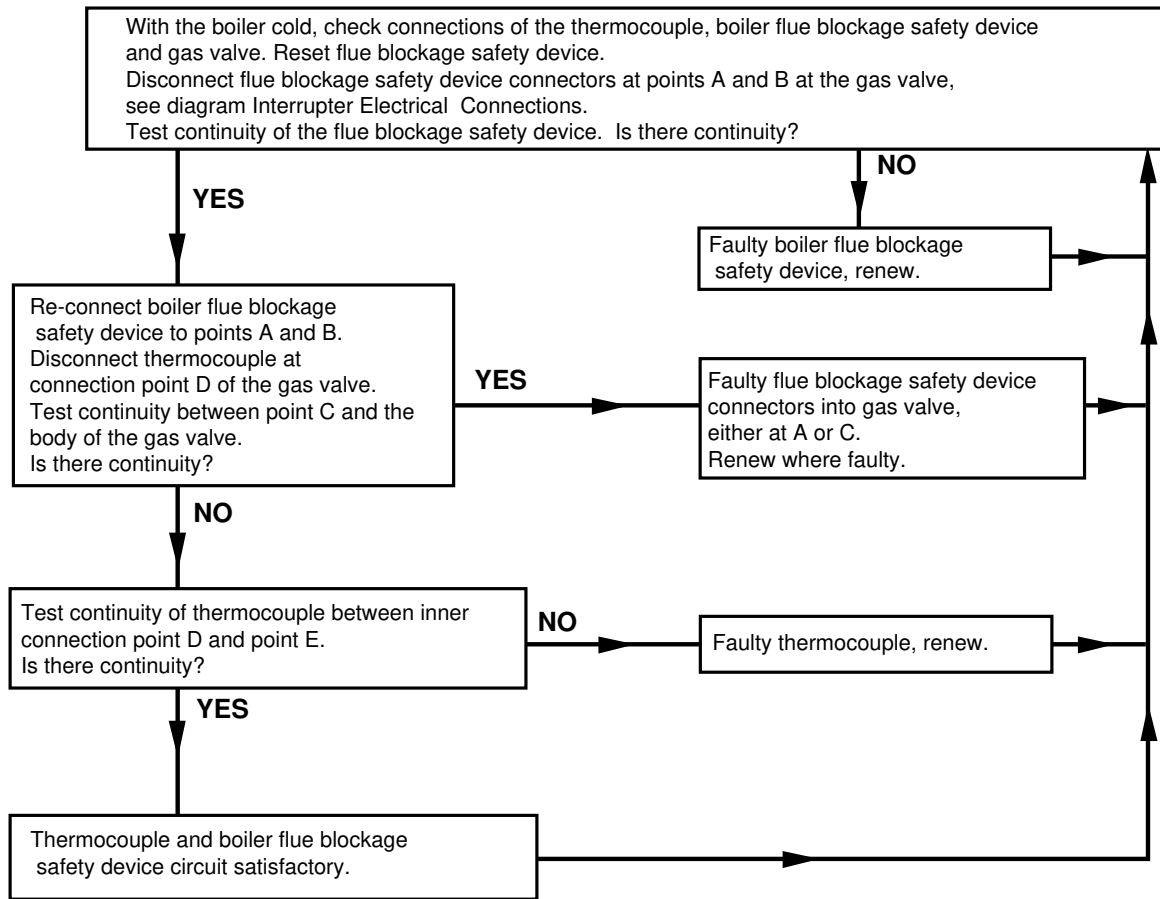 With the boiler cold, check connections of the thermocouple, boiler flue blockage safety device
and gas valve. Reset flue blockage safety device.
Disconnect flue blockage safety device connectors at points A and B at the gas valve,
see diagram Interrupter Electrical Connections.
Test continuity of the flue blockage safety device. Is there continuity?
YES
NO
Faulty boiler flue blockage
safety device, renew.
Re-connect boiler flue blockage
safety device to points A and B.
Disconnect thermocouple at
connection point D of the gas valve.
Test continuity between point C and the
body of the gas valve.
Is there continuity?
YES
Faulty flue blockage safety device
connectors into gas valve,
either at A or C.
Renew where faulty.
NO
Test continuity of thermocouple between inner
connection point D and point E.
Is there continuity?
NO
Faulty thermocouple, renew.
YES
Thermocouple and boiler flue blockage
safety device circuit satisfactory.